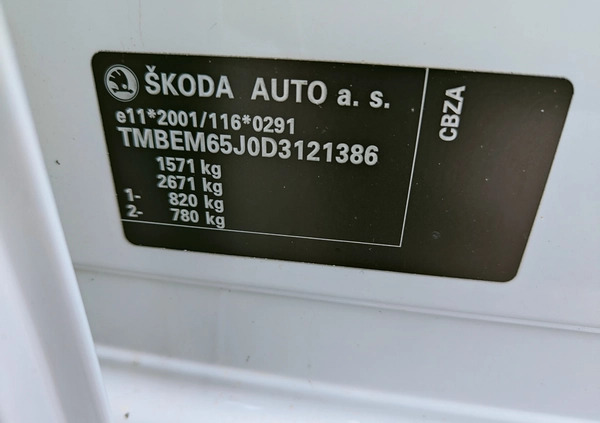 ŠKODA AUTO a. s.
e11*2001/116*0291
TMBEM65J0D3121386
1571 kg
2671 kg
1- 820 kg
2- 780 kg
CBZA